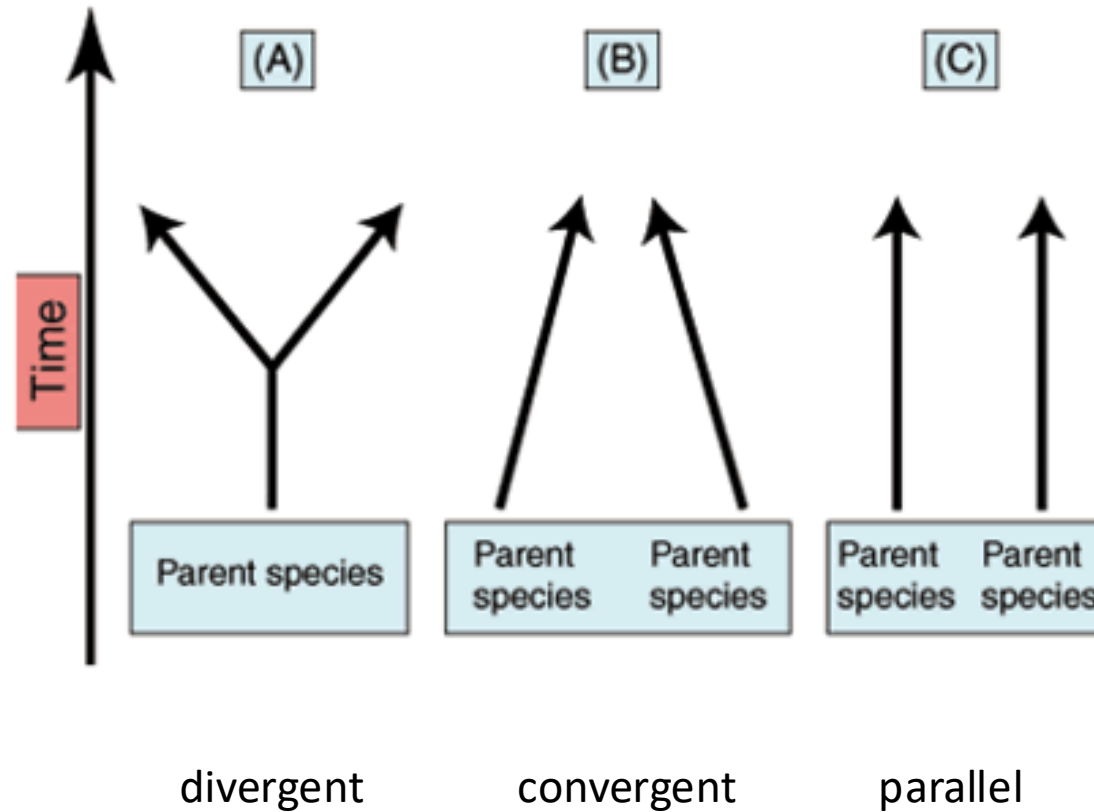 (A)
(B)
(C)
Time
Parent species
Parent
species
Parent
species
Parent
species
Parent
species
divergent
convergent
parallel